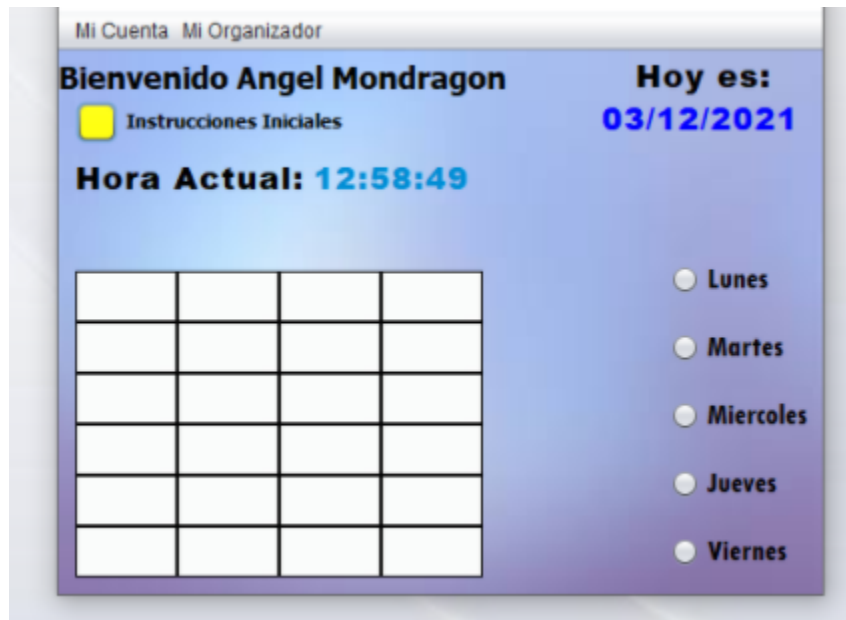 Mi Cuenta Mi Organizador
Bienvenido Angel Mondragon
Hoy es:
Instrucciones Iniciales
03/12/2021
Hora Actual: 12:58:49
Lunes
Martes
Miercoles
Jueves
Viernes